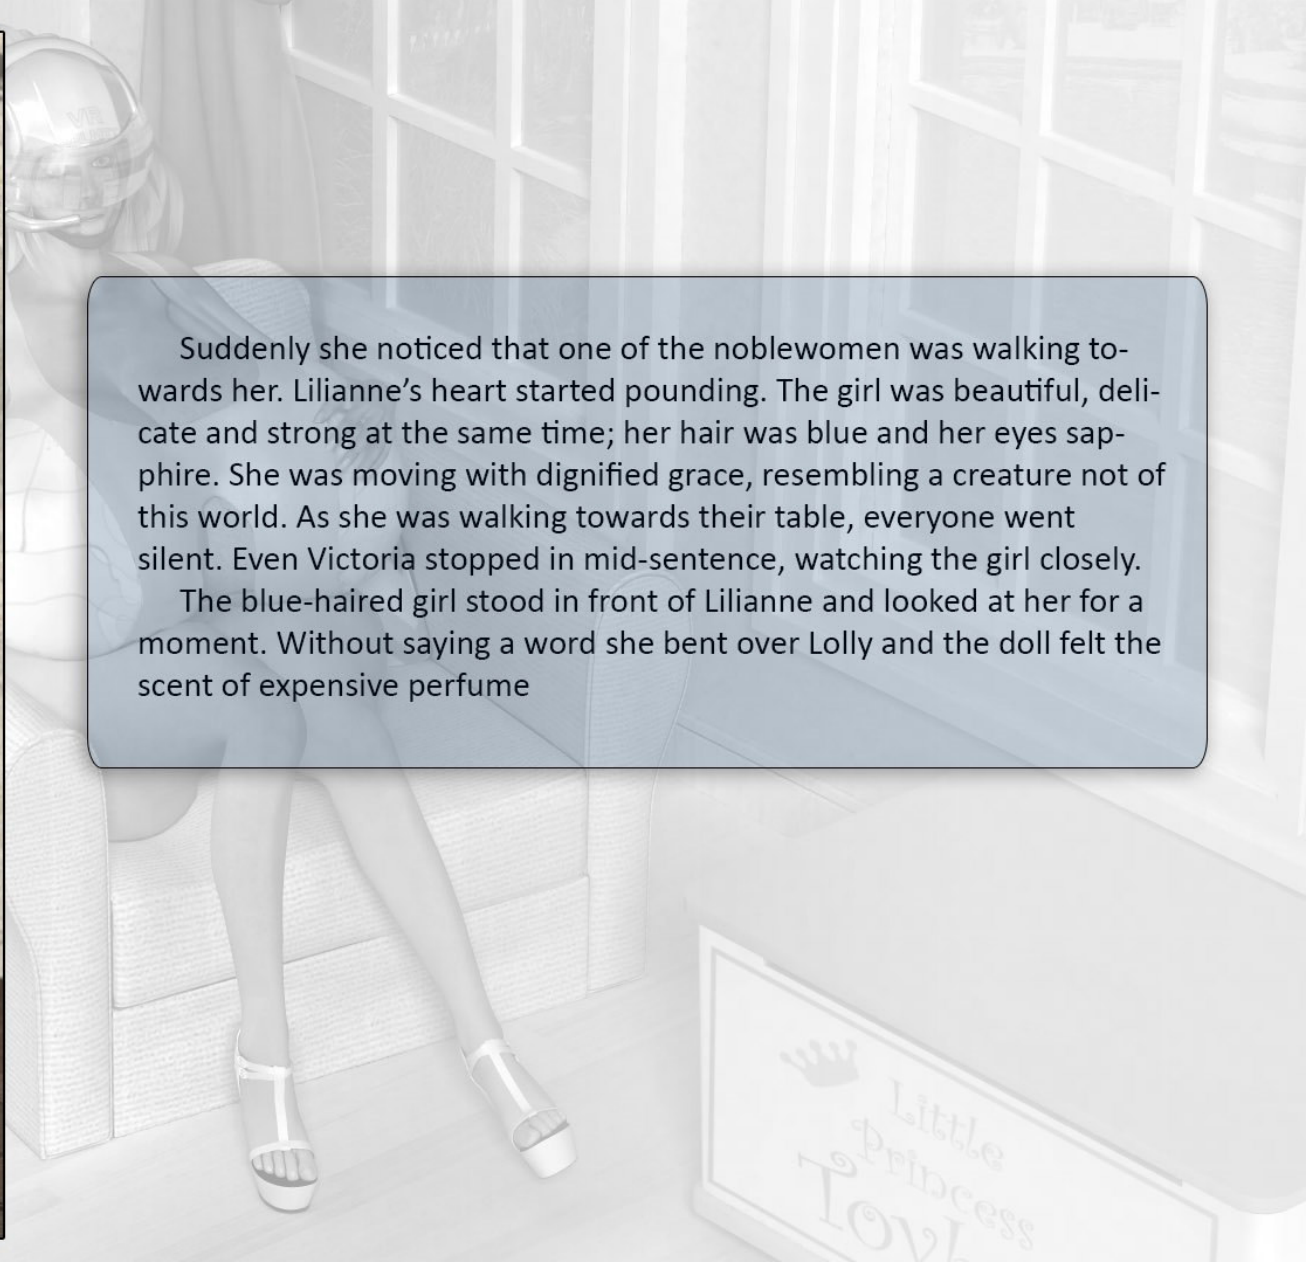 VR
Suddenly she noticed that one of the noblewomen was walking to-
wards her. Lilianne’s heart started pounding. The girl was beautiful, deli-
cate and strong at the same time; her hair was blue and her eyes sap-
phire. She was moving with dignified grace, resembling a creature not of
this world. As she was walking towards their table, everyone went
silent. Even Victoria stopped in mid-sentence, watching the girl closely.
The blue-haired girl stood in front of Lilianne and looked at her for a
moment. Without saying a word she bent over Lolly and the doll felt the
scent of expensive perfume
Little
Princess